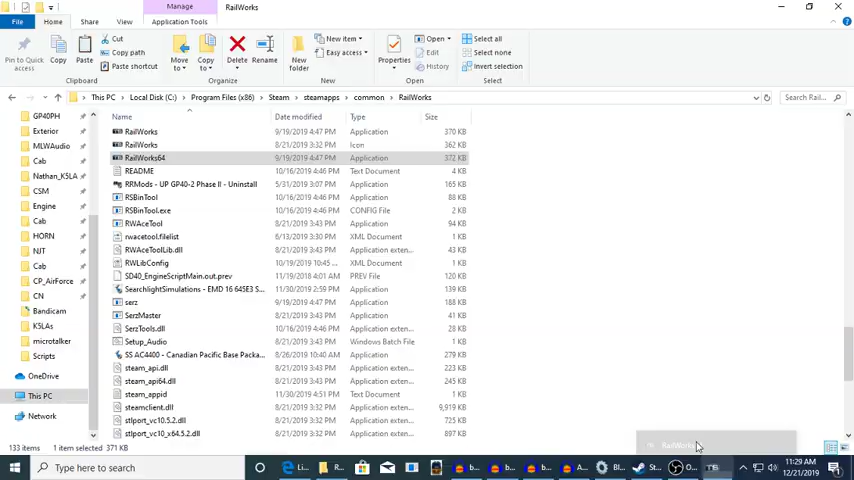 Manage
RailWorks
File
Home
Share
View
Application Tools
Pin to Quick access
Copy
Paste
Cut
Copy path
Paste shortcut
Clipboard
Move to
Copy to
Delete
Rename
Organize
New folder
New item
Easy access
New
Properties
Open
Edit
History
Open
Select all
Select none
Invert selection
Select
This PC > Local Disk (C:) > Program Files (x86) > Steam > steamapps > common > RailWorks
Search Rail...
GP40PH
Exterior
MLWAudio
Cab
Nathan_K5LA
CSM
Engine
Cab
HORN
NJT
Cab
CP_AirForce
CN
Bandicam
K5LAs
microtalker
Scripts
OneDrive
This PC
Network
Name Date modified Type Size
RailWorks 9/19/2019 4:47 PM Application 370 KB
RailWorks 8/21/2019 3:32 PM Icon 362 KB
RailWorks64 9/19/2019 4:47 PM Application 372 KB
README 10/16/2016 4:46 PM Text Document 4 KB
RRMods - UP GP40-2 Phase II - Uninstall 5/31/2019 3:07 PM Application 165 KB
RSBinTool 10/16/2016 4:46 PM Application 88 KB
RSBinTool.exe 10/16/2016 4:46 PM CONFIG File 2 KB
RWAceTool 8/21/2019 3:43 PM Application 94 KB
rwacetool.filelist 6/13/2019 3:30 PM XML Document 1 KB
RWAceToolLib.dll 8/21/2019 3:43 PM Application exten... 43 KB
RWLibConfig 10/19/2019 10:45 ... XML Document 1 KB
SD40_EngineScriptMain.out.prev 11/19/2018 4:01 AM PREV File 120 KB
SearchlightSimulations - EMD 16 645E3 S... 11/30/2019 2:59 PM Application 139 KB
serz 9/19/2019 4:47 PM Application 188 KB
SerzMaster 8/21/2019 3:43 PM Application 41 KB
SerzTools.dll 10/16/2016 4:46 PM Application exten... 28 KB
Setup_Audio 8/21/2019 3:43 PM Windows Batch File 1 KB
SS AC4400 - Canadian Pacific Base Packa... 8/26/2019 10:40 AM Application 279 KB
steam_api.dll 8/21/2019 3:43 PM Application exten... 223 KB
steam_api64.dll 8/21/2019 3:43 PM Application exten... 245 KB
steam_appid 11/30/2019 4:51 PM Text Document 1 KB
steamclient.dll 8/21/2019 3:32 PM Application exten... 9,919 KB
stlport_vc10.5.2.dll 8/21/2019 3:32 PM Application exten... 725 KB
stlport_vc10_x64.5.2.dll 8/21/2019 3:32 PM Application exten... 897 KB
133 items 1 item selected 371 KB
RailWorks
Type here to search
Li...
R...
b...
b...
b...
A...
Bl...
St...
O...
TS
11:29 AM
12/21/2019
4